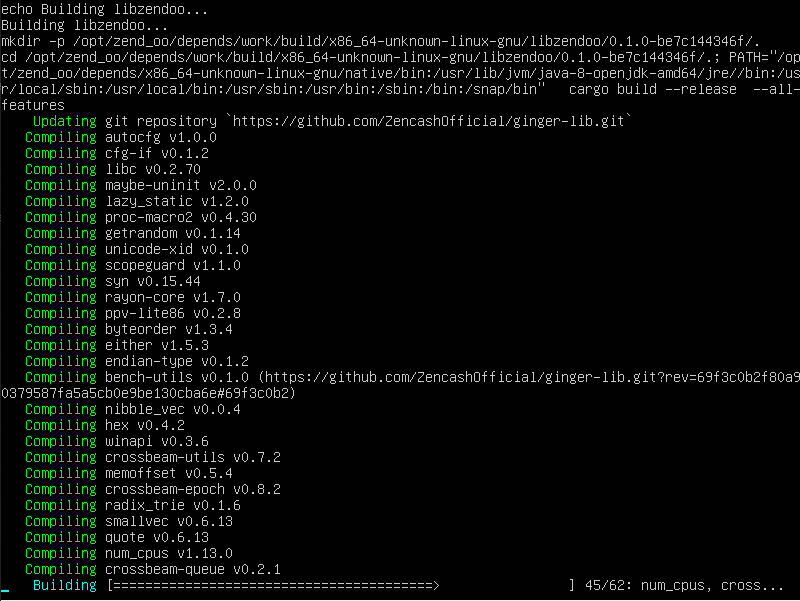 echo Building libzendoo...
Building libzendoo...
mkdir -p /opt/zend_oo/depends/work/build/x86_64-unknown-linux-gnu/libzendoo/0.1.0-be7c144346f/.
cd /opt/zend_oo/depends/work/build/x86_64-unknown-linux-gnu/libzendoo/0.1.0-be7c144346f/.; PATH="/op
t/zend_oo/depends/x86_64-unknown-linux-gnu/native/bin:/usr/lib/jvm/java-8-openjdk-amd64/jre//bin:/us
r/local/sbin:/usr/local/bin:/usr/sbin:/usr/bin:/sbin:/bin:/snap/bin"   cargo build --release  --all-
features
    Updating git repository `https://github.com/ZencashOfficial/ginger-lib.git`
   Compiling autocfg v1.0.0
   Compiling cfg-if v0.1.2
   Compiling libc v0.2.70
   Compiling maybe-uninit v2.0.0
   Compiling lazy_static v1.2.0
   Compiling proc-macro2 v0.4.30
   Compiling getrandom v0.1.14
   Compiling unicode-xid v0.1.0
   Compiling scopeguard v1.1.0
   Compiling syn v0.15.44
   Compiling rayon-core v1.7.0
   Compiling ppv-lite86 v0.2.8
   Compiling byteorder v1.3.4
   Compiling either v1.5.3
   Compiling endian-type v0.1.2
   Compiling bench-utils v0.1.0 (https://github.com/ZencashOfficial/ginger-lib.git?rev=69f3c0b2f80a9
0379587fa5a5cb0e9be130cba6e#69f3c0b2)
   Compiling nibble_vec v0.0.4
   Compiling hex v0.4.2
   Compiling winapi v0.3.6
   Compiling crossbeam-utils v0.7.2
   Compiling memoffset v0.5.4
   Compiling crossbeam-epoch v0.8.2
   Compiling radix_trie v0.1.6
   Compiling smallvec v0.6.13
   Compiling quote v0.6.13
   Compiling num_cpus v1.13.0
   Compiling crossbeam-queue v0.2.1
    Building [========================================>                ] 45/62: num_cpus, cross...